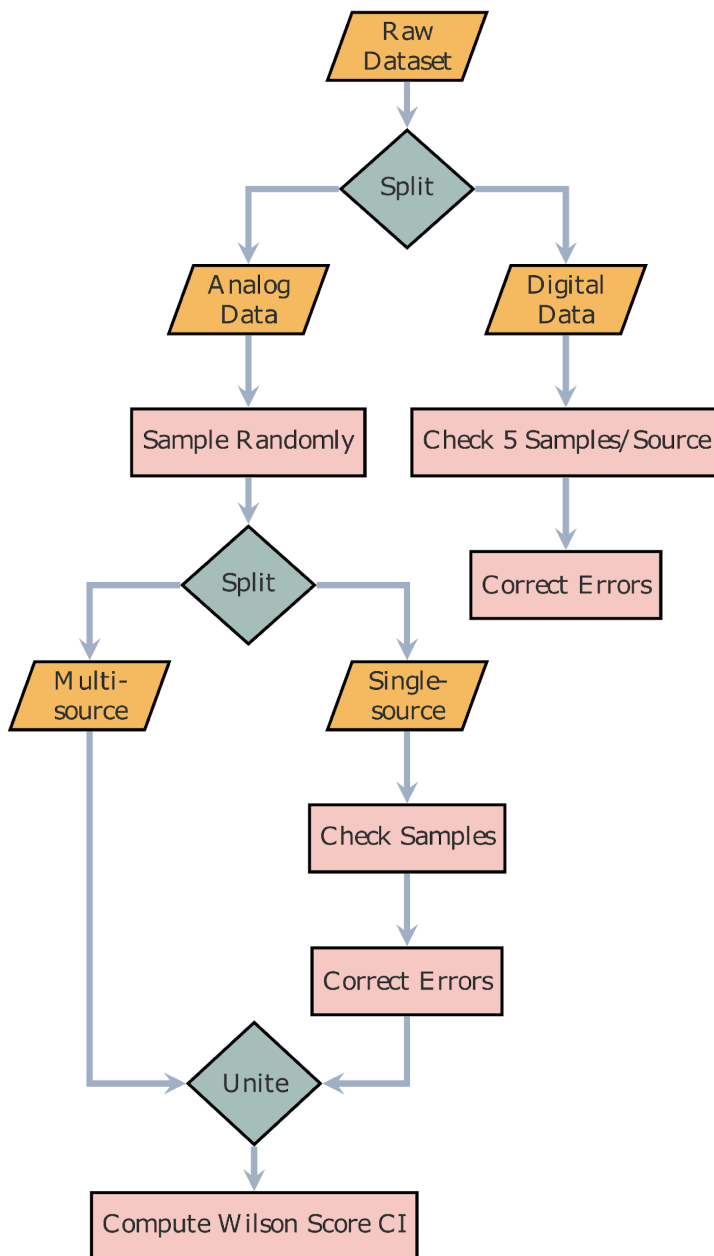 Raw
Dataset
Split
Analog
Data
Digital
Data
Sample Randomly
Check 5 Samples/Source
Split
Correct Errors
Multi-
source
Single-
source
Check Samples
Correct Errors
Unite
Compute Wilson Score CI